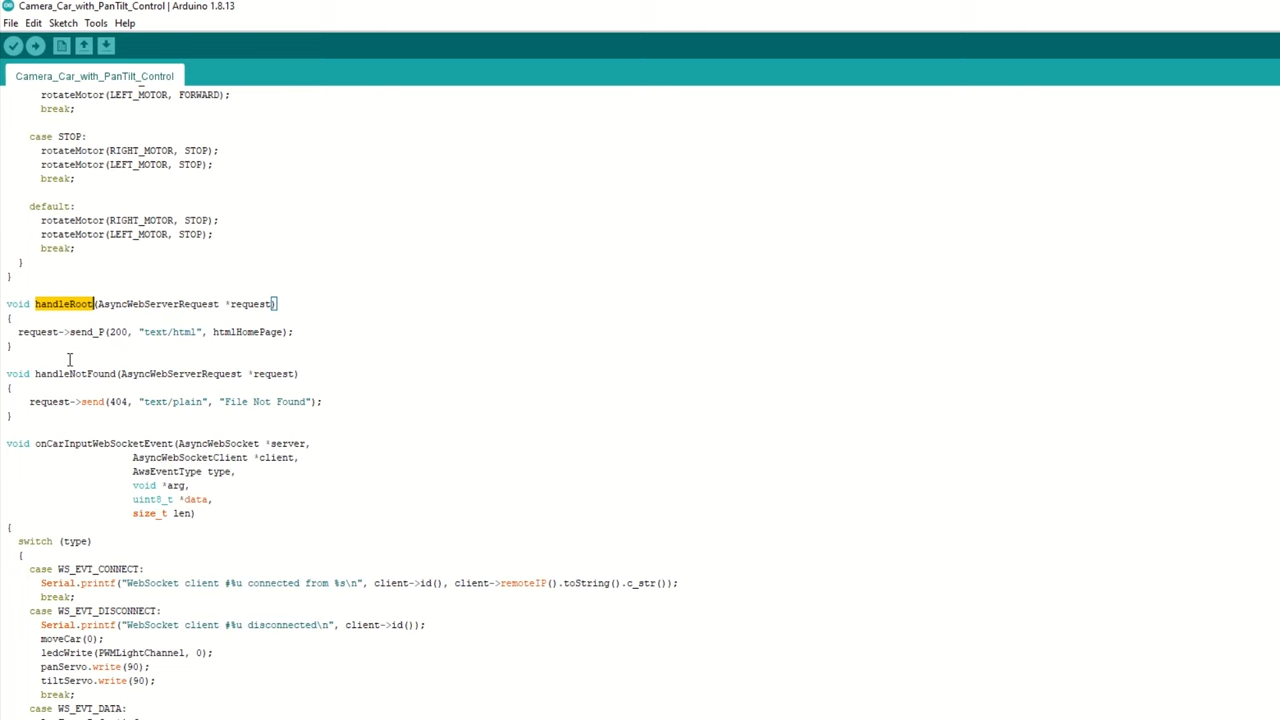 Camera_Car_with_PanTilt_Control | Arduino 1.8.13
File Edit Sketch Tools Help
Camera_Car_with_PanTilt_Control
rotateMotor(LEFT_MOTOR, FORWARD);
break;
case STOP:
rotateMotor(RIGHT_MOTOR, STOP);
rotateMotor(LEFT_MOTOR, STOP);
break;
default:
rotateMotor(RIGHT_MOTOR, STOP);
rotateMotor(LEFT_MOTOR, STOP);
break;
}
}
void handleRoot(AsyncWebServerRequest *request)
{
request->send_P(200, "text/html", htmlHomePage);
}
void handleNotFound(AsyncWebServerRequest *request)
{
request->send(404, "text/plain", "File Not Found");
}
void onCarInputWebSocketEvent(AsyncWebSocket *server,
AsyncWebSocketClient *client,
AwsEventType type,
void *arg,
uint8_t *data,
size_t len)
{
switch (type)
{
case WS_EVT_CONNECT:
Serial.printf("WebSocket client #%u connected from %s\n", client->id(), client->remoteIP().toString().c_str());
break;
case WS_EVT_DISCONNECT:
Serial.printf("WebSocket client #%u disconnected\n", client->id());
moveCar(0);
ledcWrite(PWMLightChannel, 0);
panServo.write(90);
tiltServo.write(90);
break;
case WS_EVT_DATA: